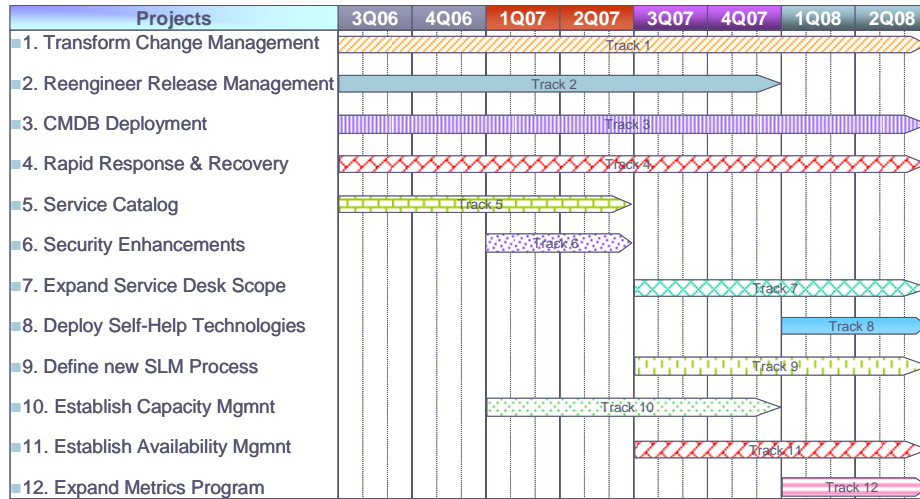 Projects 3Q06 4Q06 1Q07 2Q07 3Q07 4Q07 1Q08 2Q08
1. Transform Change Management Track 1
2. Reengineer Release Management Track 2
3. CMDB Deployment Track 3
4. Rapid Response & Recovery Track 4
5. Service Catalog Track 5
6. Security Enhancements Track 6
7. Expand Service Desk Scope Track 7
8. Deploy Self-Help Technologies Track 8
9. Define new SLM Process Track 9
10. Establish Capacity Mgmnt Track 10
11. Establish Availability Mgmnt Track 11
12. Expand Metrics Program Track 12